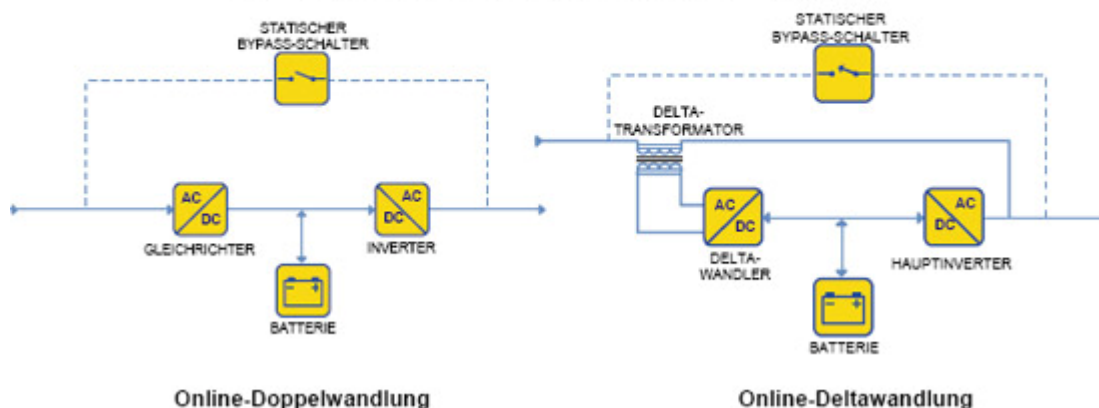 STATISCHER
BYPASS-SCHALTER
AC
DC
GLEICHRICHTER
AC
DC
INVERTER
BATTERIE
Online-Doppelwandlung
STATISCHER
BYPASS-SCHALTER
DELTA-
TRANSFORMATOR
AC
DC
DELTA-
WANDLER
AC
DC
HAUPTINVERTER
BATTERIE
Online-Deltawandlung